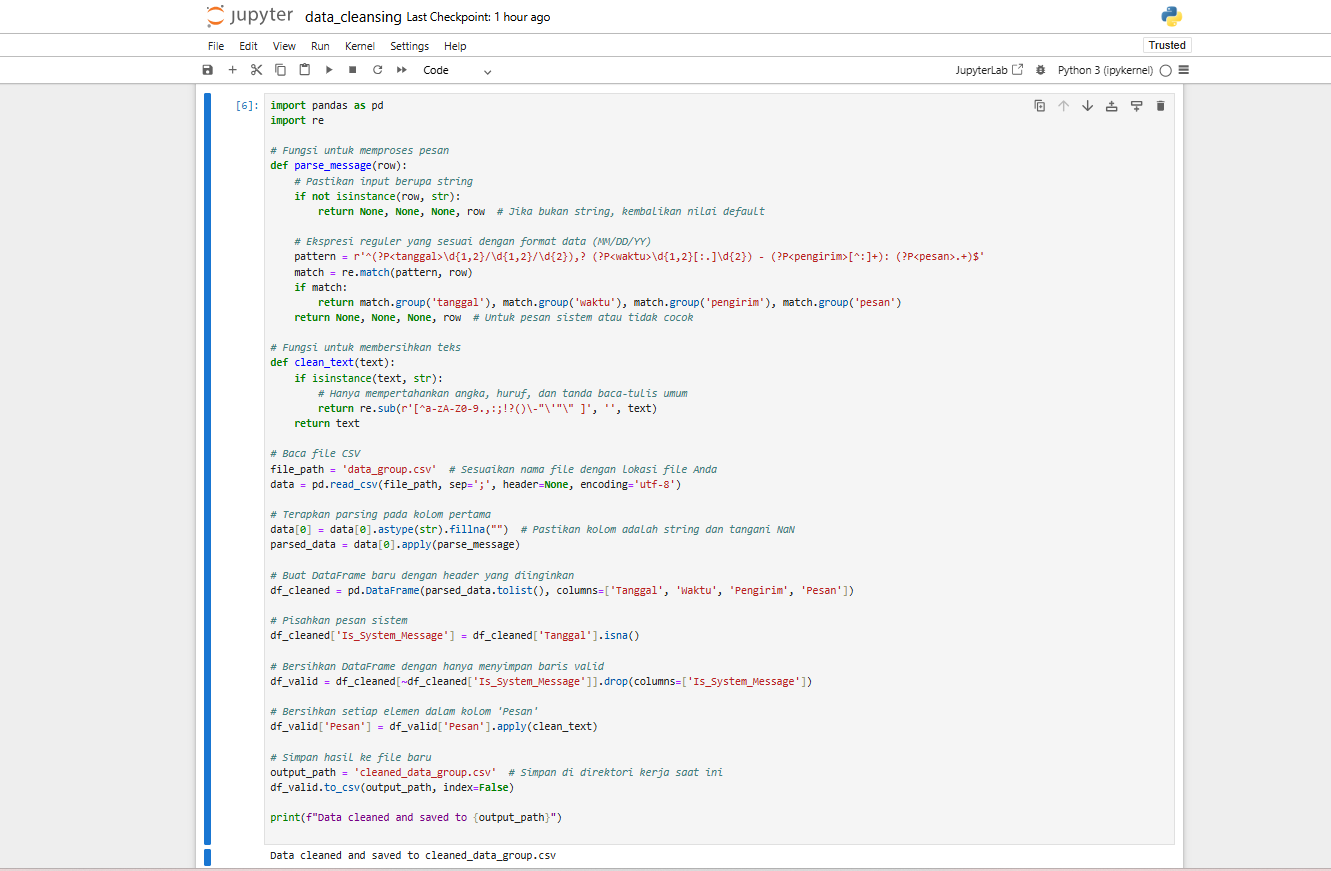 jupyter data_cleansing Last Checkpoint: 1 hour ago
File Edit View Run Kernel Settings Help
Trusted
Code
JupyterLab
Python 3 (ipykernel)
[6]:
import pandas as pd
import re
# Fungsi untuk memproses pesan
def parse_message(row):
    # Pastikan input berupa string
    if not isinstance(row, str):
        return None, None, None, row  # Jika bukan string, kembalikan nilai default
    # Ekspresi reguler yang sesuai dengan format data (MM/DD/YY)
    pattern = r'^(?P<tanggal>\d{1,2}/\d{1,2}/\d{2}),? (?P<waktu>\d{1,2}[:.]\d{2}) - (?P<pengirim>[^:]+): (?P<pesan>.+)$'
    match = re.match(pattern, row)
    if match:
        return match.group('tanggal'), match.group('waktu'), match.group('pengirim'), match.group('pesan')
    return None, None, None, row  # Untuk pesan sistem atau tidak cocok
# Fungsi untuk membersihkan teks
def clean_text(text):
    if isinstance(text, str):
        # Hanya mempertahankan angka, huruf, dan tanda baca-tulis umum
        return re.sub(r'[^a-zA-Z0-9.,:;!?()\-"\'"\" ]', '', text)
    return text
# Baca file CSV
file_path = 'data_group.csv'  # Sesuaikan nama file dengan lokasi file Anda
data = pd.read_csv(file_path, sep=';', header=None, encoding='utf-8')
# Terapkan parsing pada kolom pertama
data[0] = data[0].astype(str).fillna("")  # Pastikan kolom adalah string dan tangani NaN
parsed_data = data[0].apply(parse_message)
# Buat DataFrame baru dengan header yang diinginkan
df_cleaned = pd.DataFrame(parsed_data.tolist(), columns=['Tanggal', 'Waktu', 'Pengirim', 'Pesan'])
# Pisahkan pesan sistem
df_cleaned['Is_System_Message'] = df_cleaned['Tanggal'].isna()
# Bersihkan DataFrame dengan hanya menyimpan baris valid
df_valid = df_cleaned[~df_cleaned['Is_System_Message']].drop(columns=['Is_System_Message'])
# Bersihkan setiap elemen dalam kolom 'Pesan'
df_valid['Pesan'] = df_valid['Pesan'].apply(clean_text)
# Simpan hasil ke file baru
output_path = 'cleaned_data_group.csv'  # Simpan di direktori kerja saat ini
df_valid.to_csv(output_path, index=False)
print(f"Data cleaned and saved to {output_path}")
Data cleaned and saved to cleaned_data_group.csv